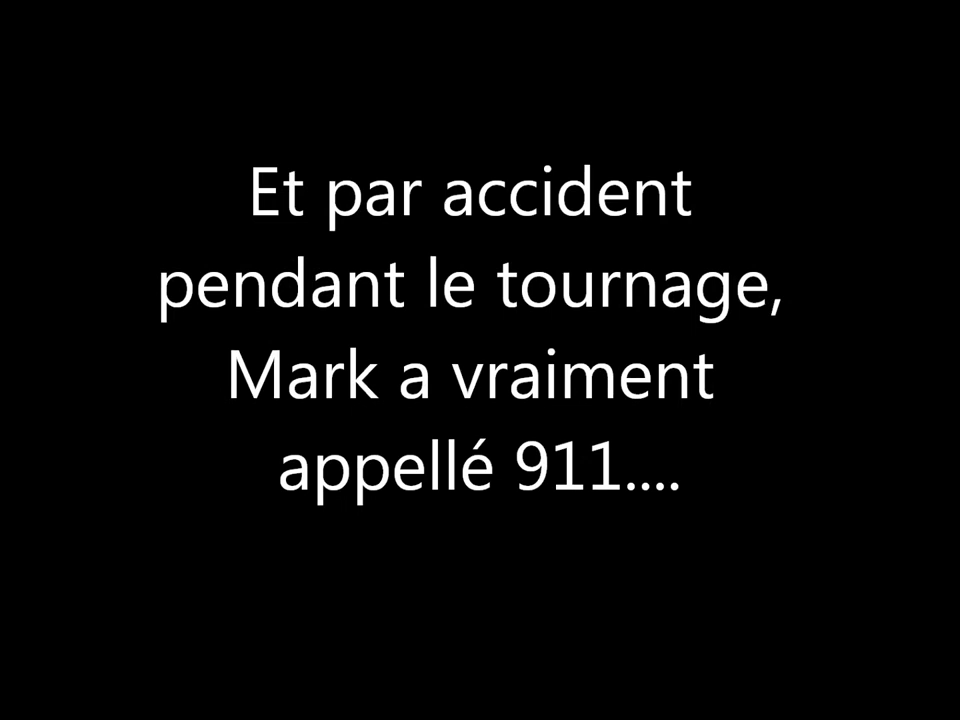 Et par accident
pendant le tournage,
Mark a vraiment
appellé 911....